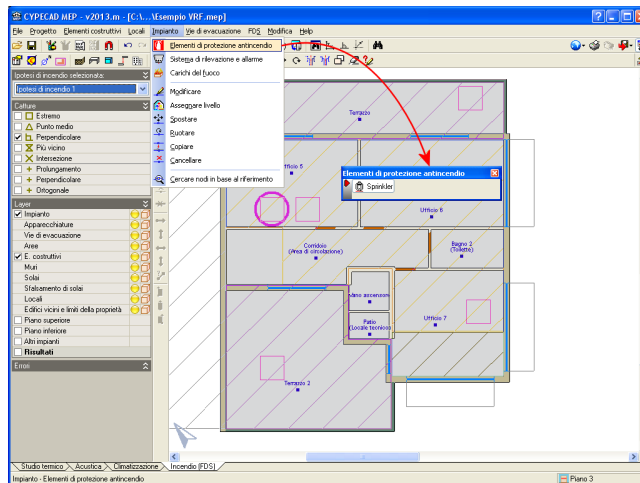 CYPECAD MEP - v2013.m - [C:\...\Esempio VRF.mep]
File Progetto Elementi costruttivi Locali Impianto Vie di evacuazione FDS Modifica Help
Ipotesi di incendio selezionata:
Ipotesi di incendio 1
Catture
Estremo
Punto medio
Perpendicolare
Più vicino
Intersezione
Prolungamento
Perpendicolare
Ortogonale
Layer
Impianto
Apparecchiature
Vie di evacuazione
Aree
E. costruttivi
Muri
Solai
Sfalsamento di solai
Locali
Edifici vicini e limiti della proprietà
Piano superiore
Piano inferiore
Altri impianti
Risultati
Errori
Elementi di protezione antincendio
Sistema di rilevazione e allarme
Carichi del fuoco
Modificare
Assegnare livello
Spostare
Ruotare
Copiare
Cancellare
Cercare nodi in base al riferimento
Terrazzo
Ufficio 6
Elementi di protezione antincendio
Sprinkler
Ufficio 8
Corridoio
(Area di circolazione)
Bagno 2
(Toilette)
Vano ascensore
Patio
(Locale tecnico)
Ufficio 7
Terrazzo 2
Studio termico Acustica Climatizzazione Incendio (FDS)
Impianto - Elementi di protezione antincendio
Piano 3